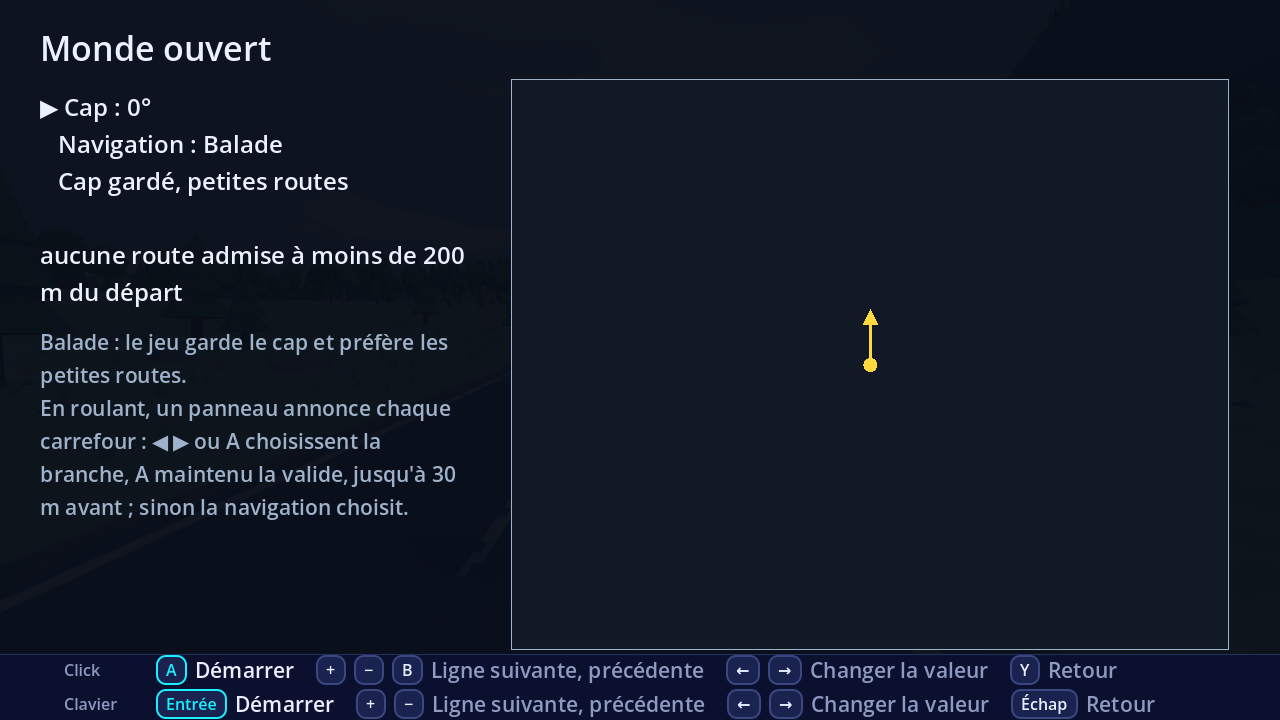 Monde ouvert
▶ Cap : 0°
Navigation : Balade
Cap gardé, petites routes
aucune route admise à moins de 200
m du départ
Balade : le jeu garde le cap et préfère les
petites routes.
En roulant, un panneau annonce chaque
carrefour : ◀ ▶ ou A choisissent la
branche, A maintenu la valide, jusqu'à 30
m avant ; sinon la navigation choisit.
Click A Démarrer + − B Ligne suivante, précédente ← → Changer la valeur Y Retour
Clavier Entrée Démarrer + − Ligne suivante, précédente ← → Changer la valeur Échap Retour